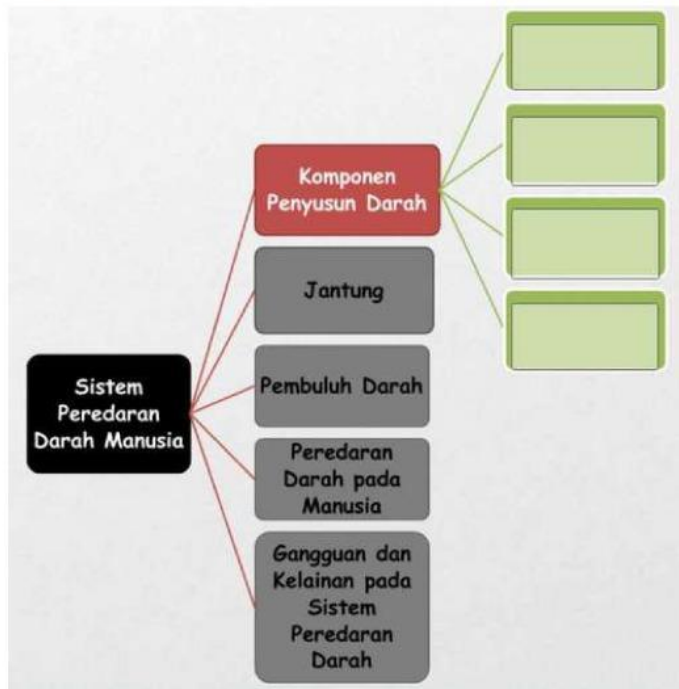 Sistem
Peredaran
Darah Manusia
Komponen
Penyusun Darah
Jantung
Pembuluh Darah
Peredaran
Darah pada
Manusia
Gangguan dan
Kelainan pada
Sistem
Peredaran
Darah